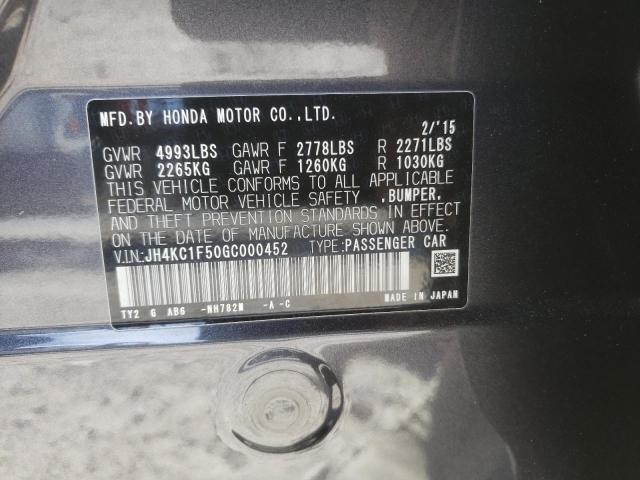 MFD.BY HONDA MOTOR CO.,LTD.
2/'15
GVWR 4993LBS GAWR F 2778LBS R 2271LBS
GVWR 2265KG GAWR F 1260KG R 1030KG
THIS VEHICLE CONFORMS TO ALL APPLICABLE
FEDERAL MOTOR VEHICLE SAFETY ,BUMPER,
AND THEFT PREVENTION STANDARDS IN EFFECT
ON THE DATE OF MANUFACTURE SHOWN ABOVE.
V.I.N:JH4KC1F50GC000452 TYPE:PASSENGER CAR
TY2 G AB6 -NH782M -A -C
MADE IN JAPAN